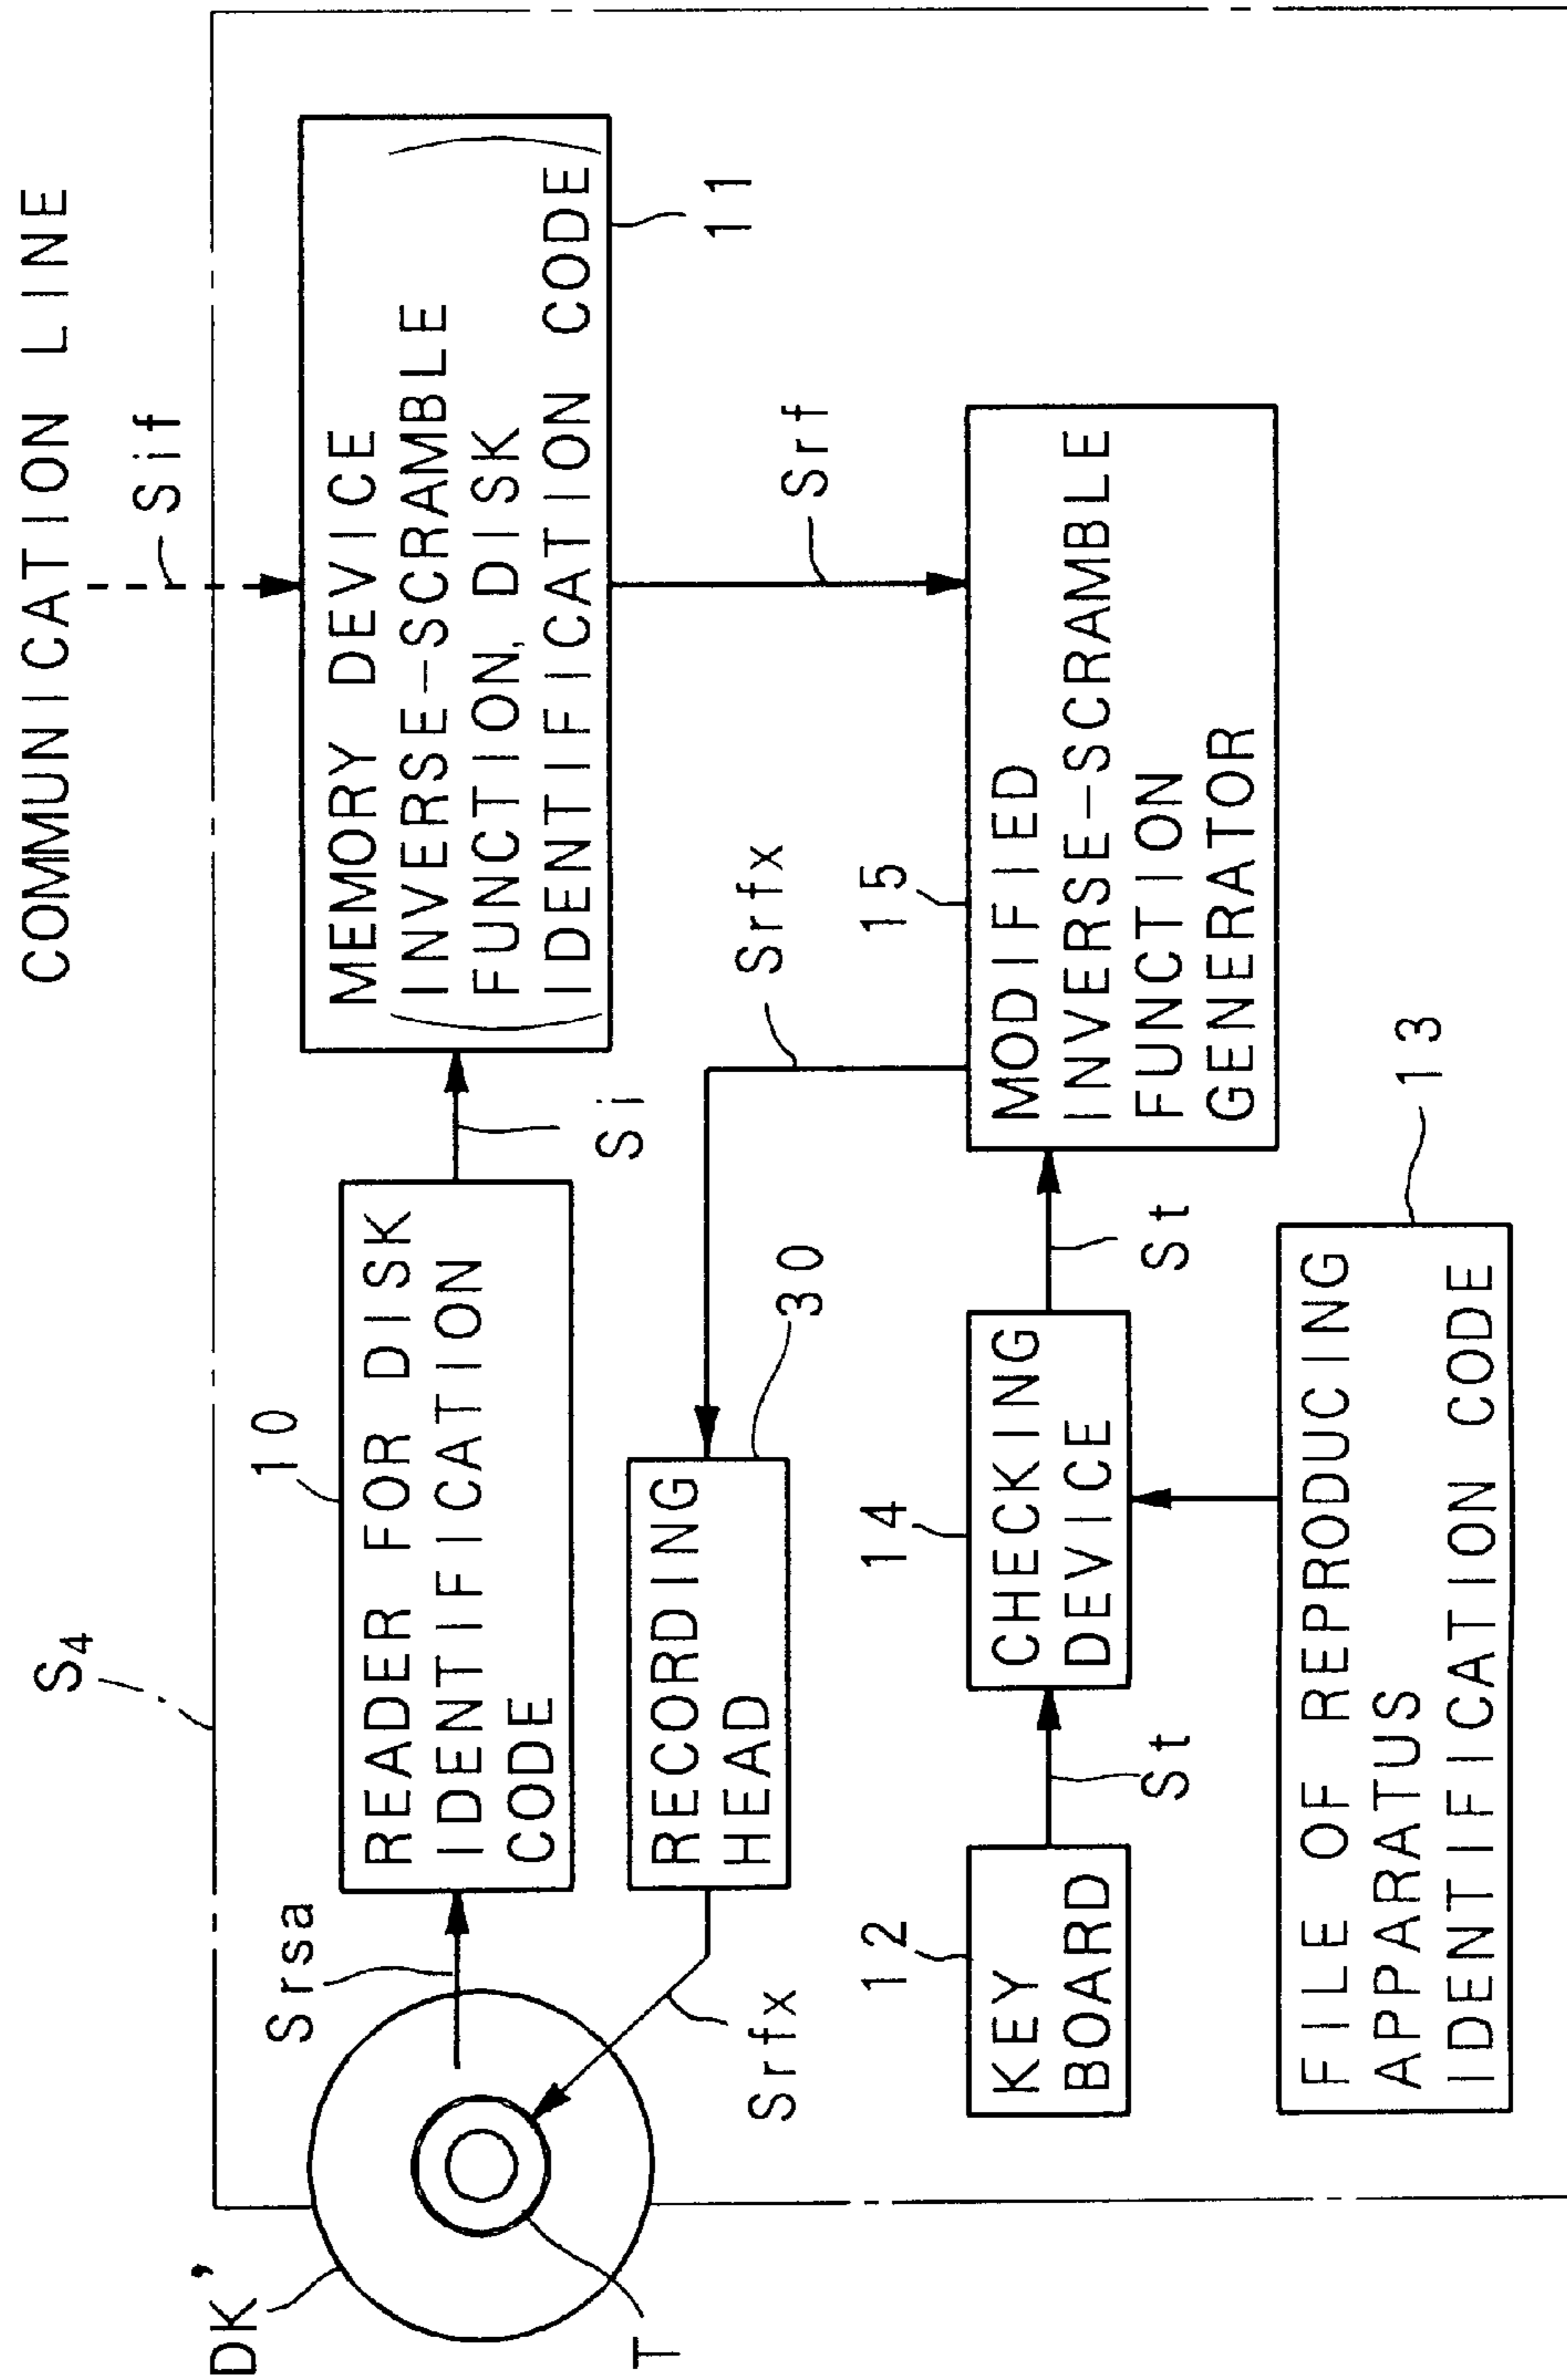 COMMUNICATION LINE
Sif
S4
10
Srsa
DK'
T
READER FOR DISK
IDENTIFICATION
CODE
Si
MEMORY DEVICE
INVERSE-SCRAMBLE
FUNCTION, DISK
IDENTIFICATION CODE
11
RECORDING
HEAD
30
Srfx
Srfx
Srf
12
KEY
BOARD
St
14
CHECKING
DEVICE
St
15
MODIFIED
INVERSE-SCRAMBLE
FUNCTION
GENERATOR
FILE OF REPRODUCING
APPARATUS
IDENTIFICATION CODE
13